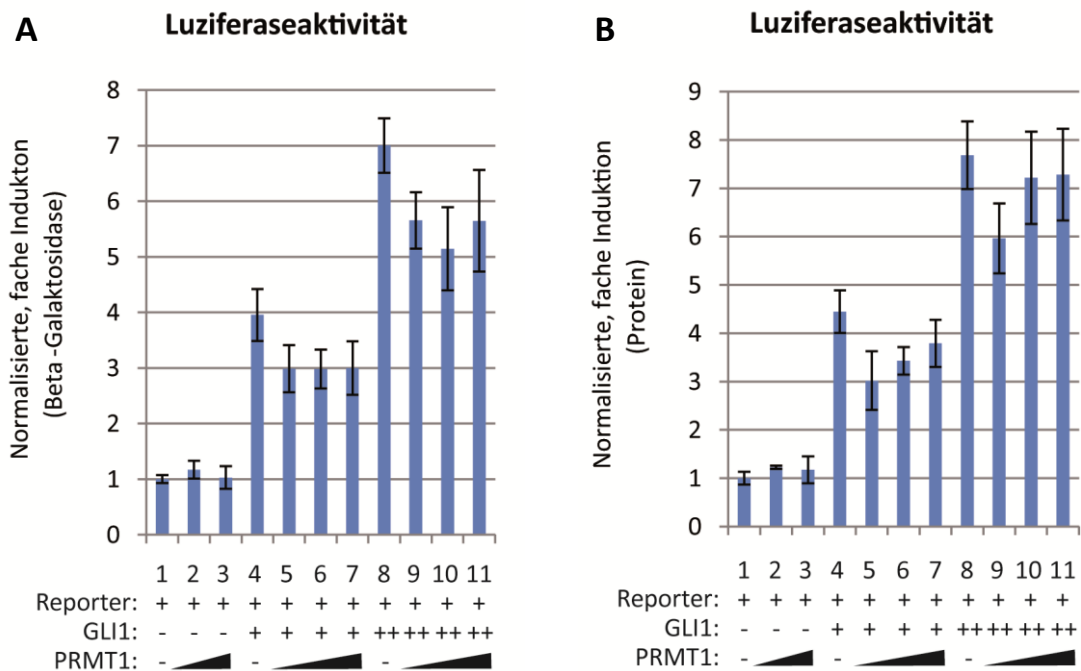 A
Luziferaseaktivität
Normalisierte, fache Indukton
(Beta -Galaktosidase)
8
7
6
5
4
3
2
1
0
1 2 3 4 5 6 7 8 9 10 11
Reporter: + + + + + + + + + + +
GLI1: - - - + + + + ++ ++ ++ ++
PRMT1: - - -
B
Luziferaseaktivität
Normalisierte, fache Induktion
(Protein)
9
8
7
6
5
4
3
2
1
0
1 2 3 4 5 6 7 8 9 10 11
Reporter: + + + + + + + + + + +
GLI1: - - - + + + + ++ ++ ++ ++
PRMT1: - - -